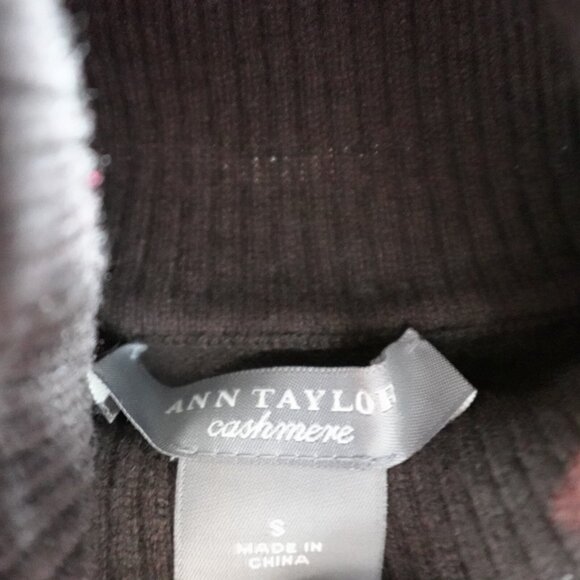 ANN TAYLOR
cashmere
S
MADE IN
CHINA